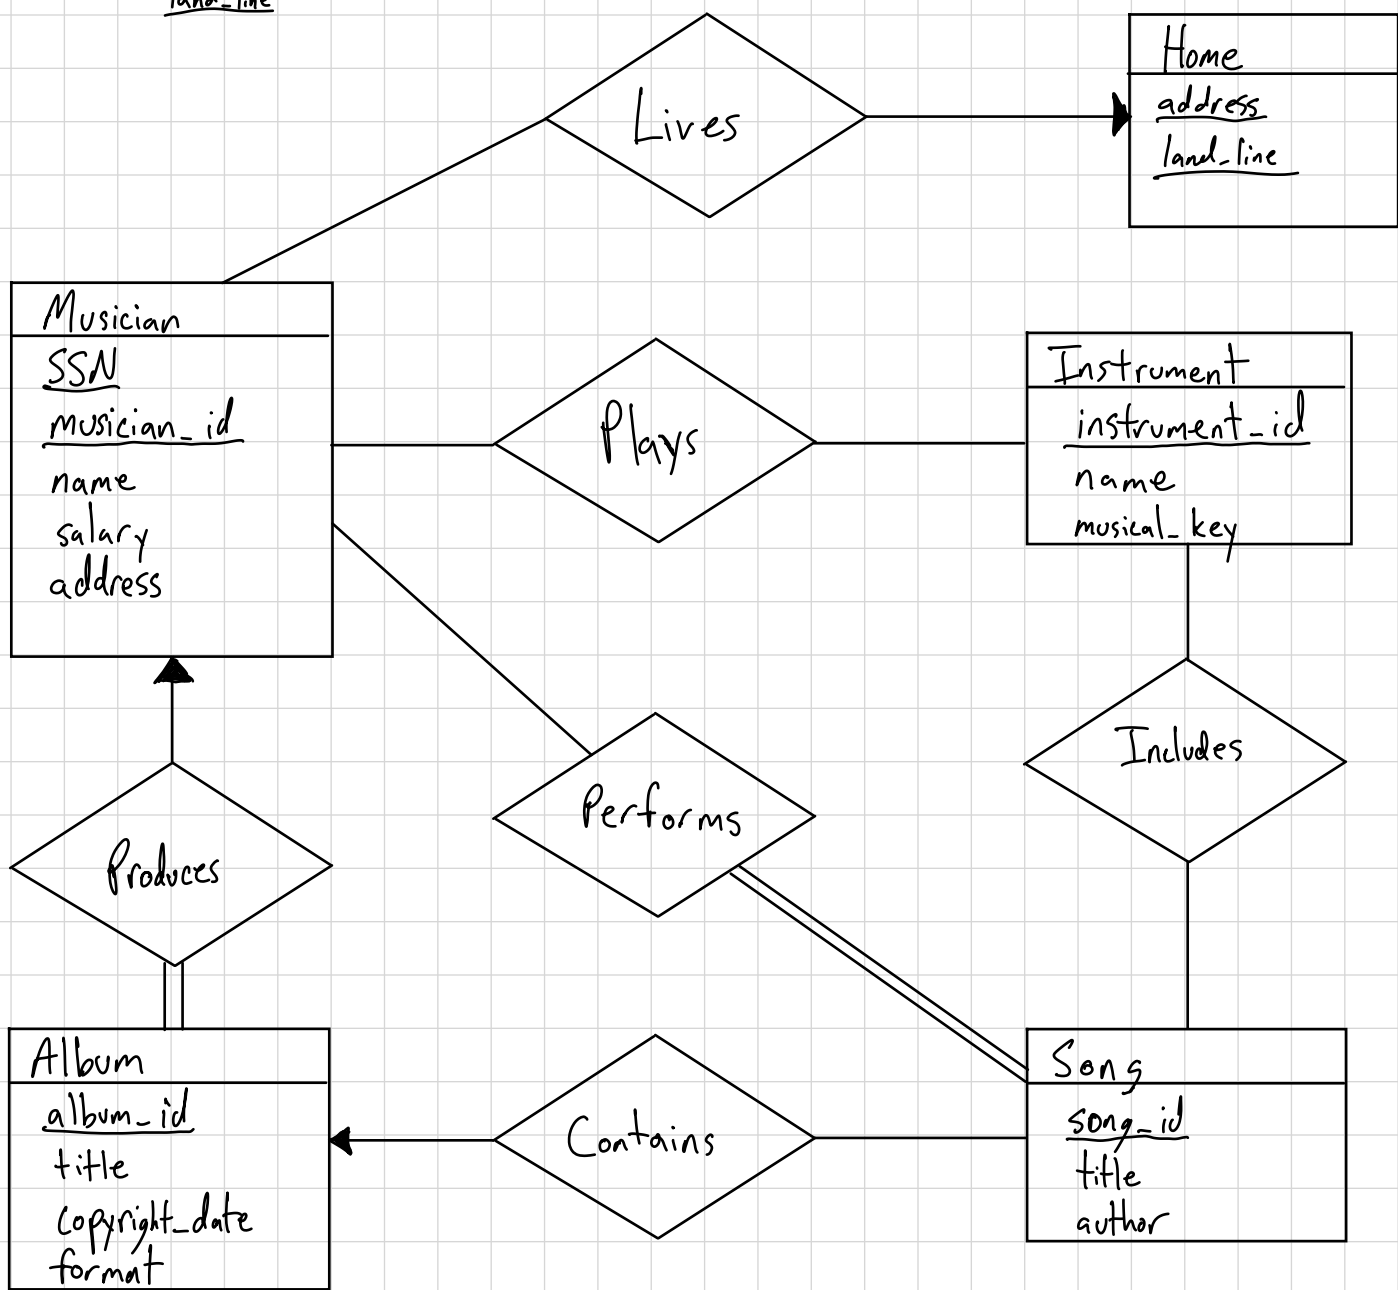 land_line
Lives
Home
address
land_line
Musician
SSN
musician_id
name
salary
address
Plays
Instrument
instrument_id
name
musical_key
Performs
Includes
Produces
Album
album_id
title
copyright_date
format
Contains
Song
song_id
title
author